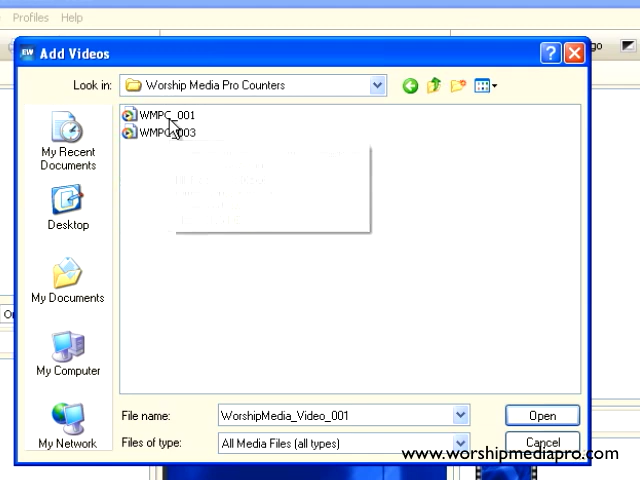 Profiles Help
go
EW Add Videos
Look in: Worship Media Pro Counters
WMPC_001
WMPC_003
My Recent
Documents
Desktop
My Documents
My Computer
My Network
File name: WorshipMedia_Video_001 Open
Files of type: All Media Files (all types) Cancel
www.worshipmediapro.com